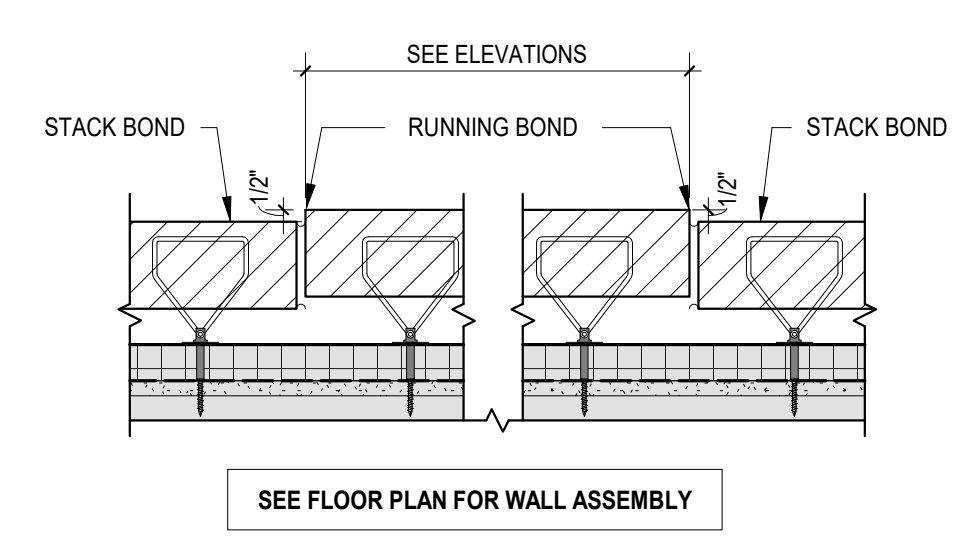 SEE ELEVATIONS
STACK BOND
RUNNING BOND
STACK BOND
1/2"
1/2"
SEE FLOOR PLAN FOR WALL ASSEMBLY